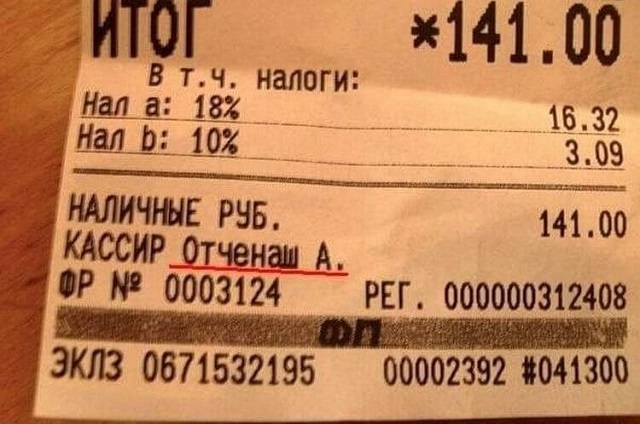 ИТОГ *141.00
В т.ч. налоги:
Нал a: 18% 16.32
Нал b: 10% 3.09
НАЛИЧНЫЕ РУБ. 141.00
КАССИР Отченаш А.
ФР № 0003124 РЕГ. 000000312408
ФП
ЭКЛЗ 0671532195 00002392 #041300